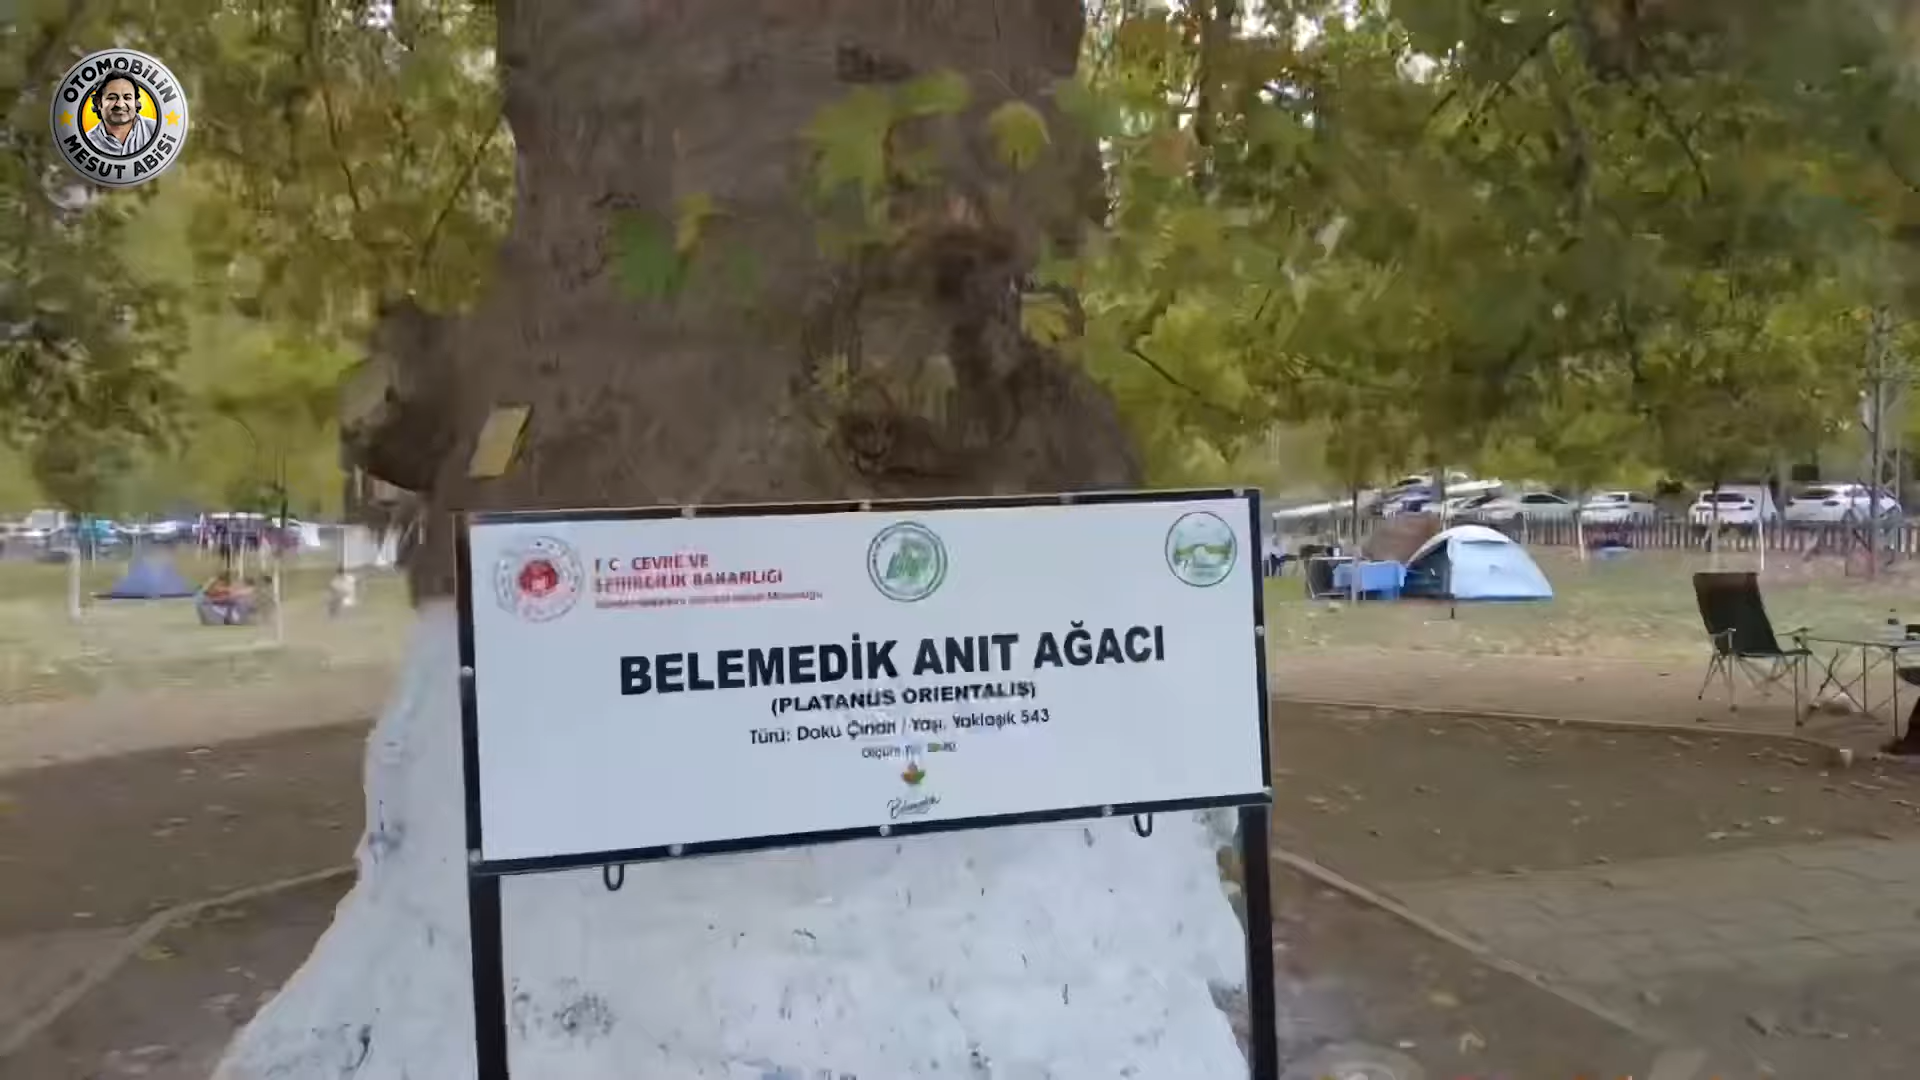 OTOMOBİLİN
MESUT ABİSİ
T.C. ÇEVRE VE
ŞEHİRCİLİK BAKANLIĞI
BELEMEDİK ANIT AĞACI
(PLATANUS ORIENTALIS)
Türü: Doku Çınarı / Yaşı, Yaklaşık 543
Belemedik